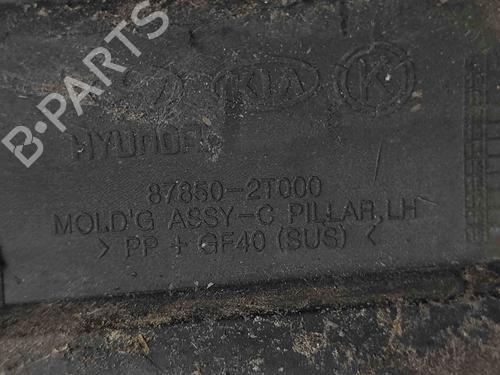 B-PARTS
KIA
HYUNDAI
87850-2T000
MOLD'G ASSY-C PILLAR,LH
> PP + GF40 (SUS) <